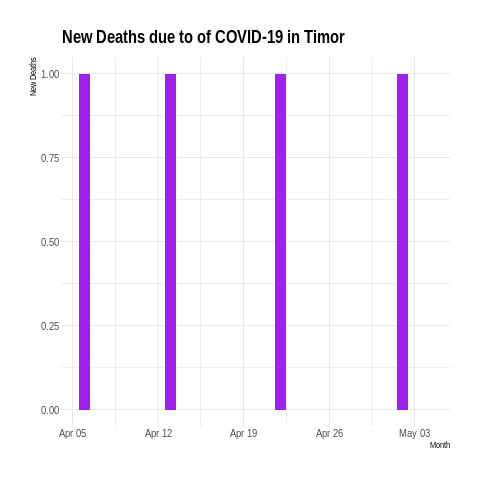 New Deaths due to of COVID-19 in Timor
New Deaths
1.00
0.75
0.50
0.25
0.00
Apr 05 Apr 12 Apr 19 Apr 26 May 03
Month